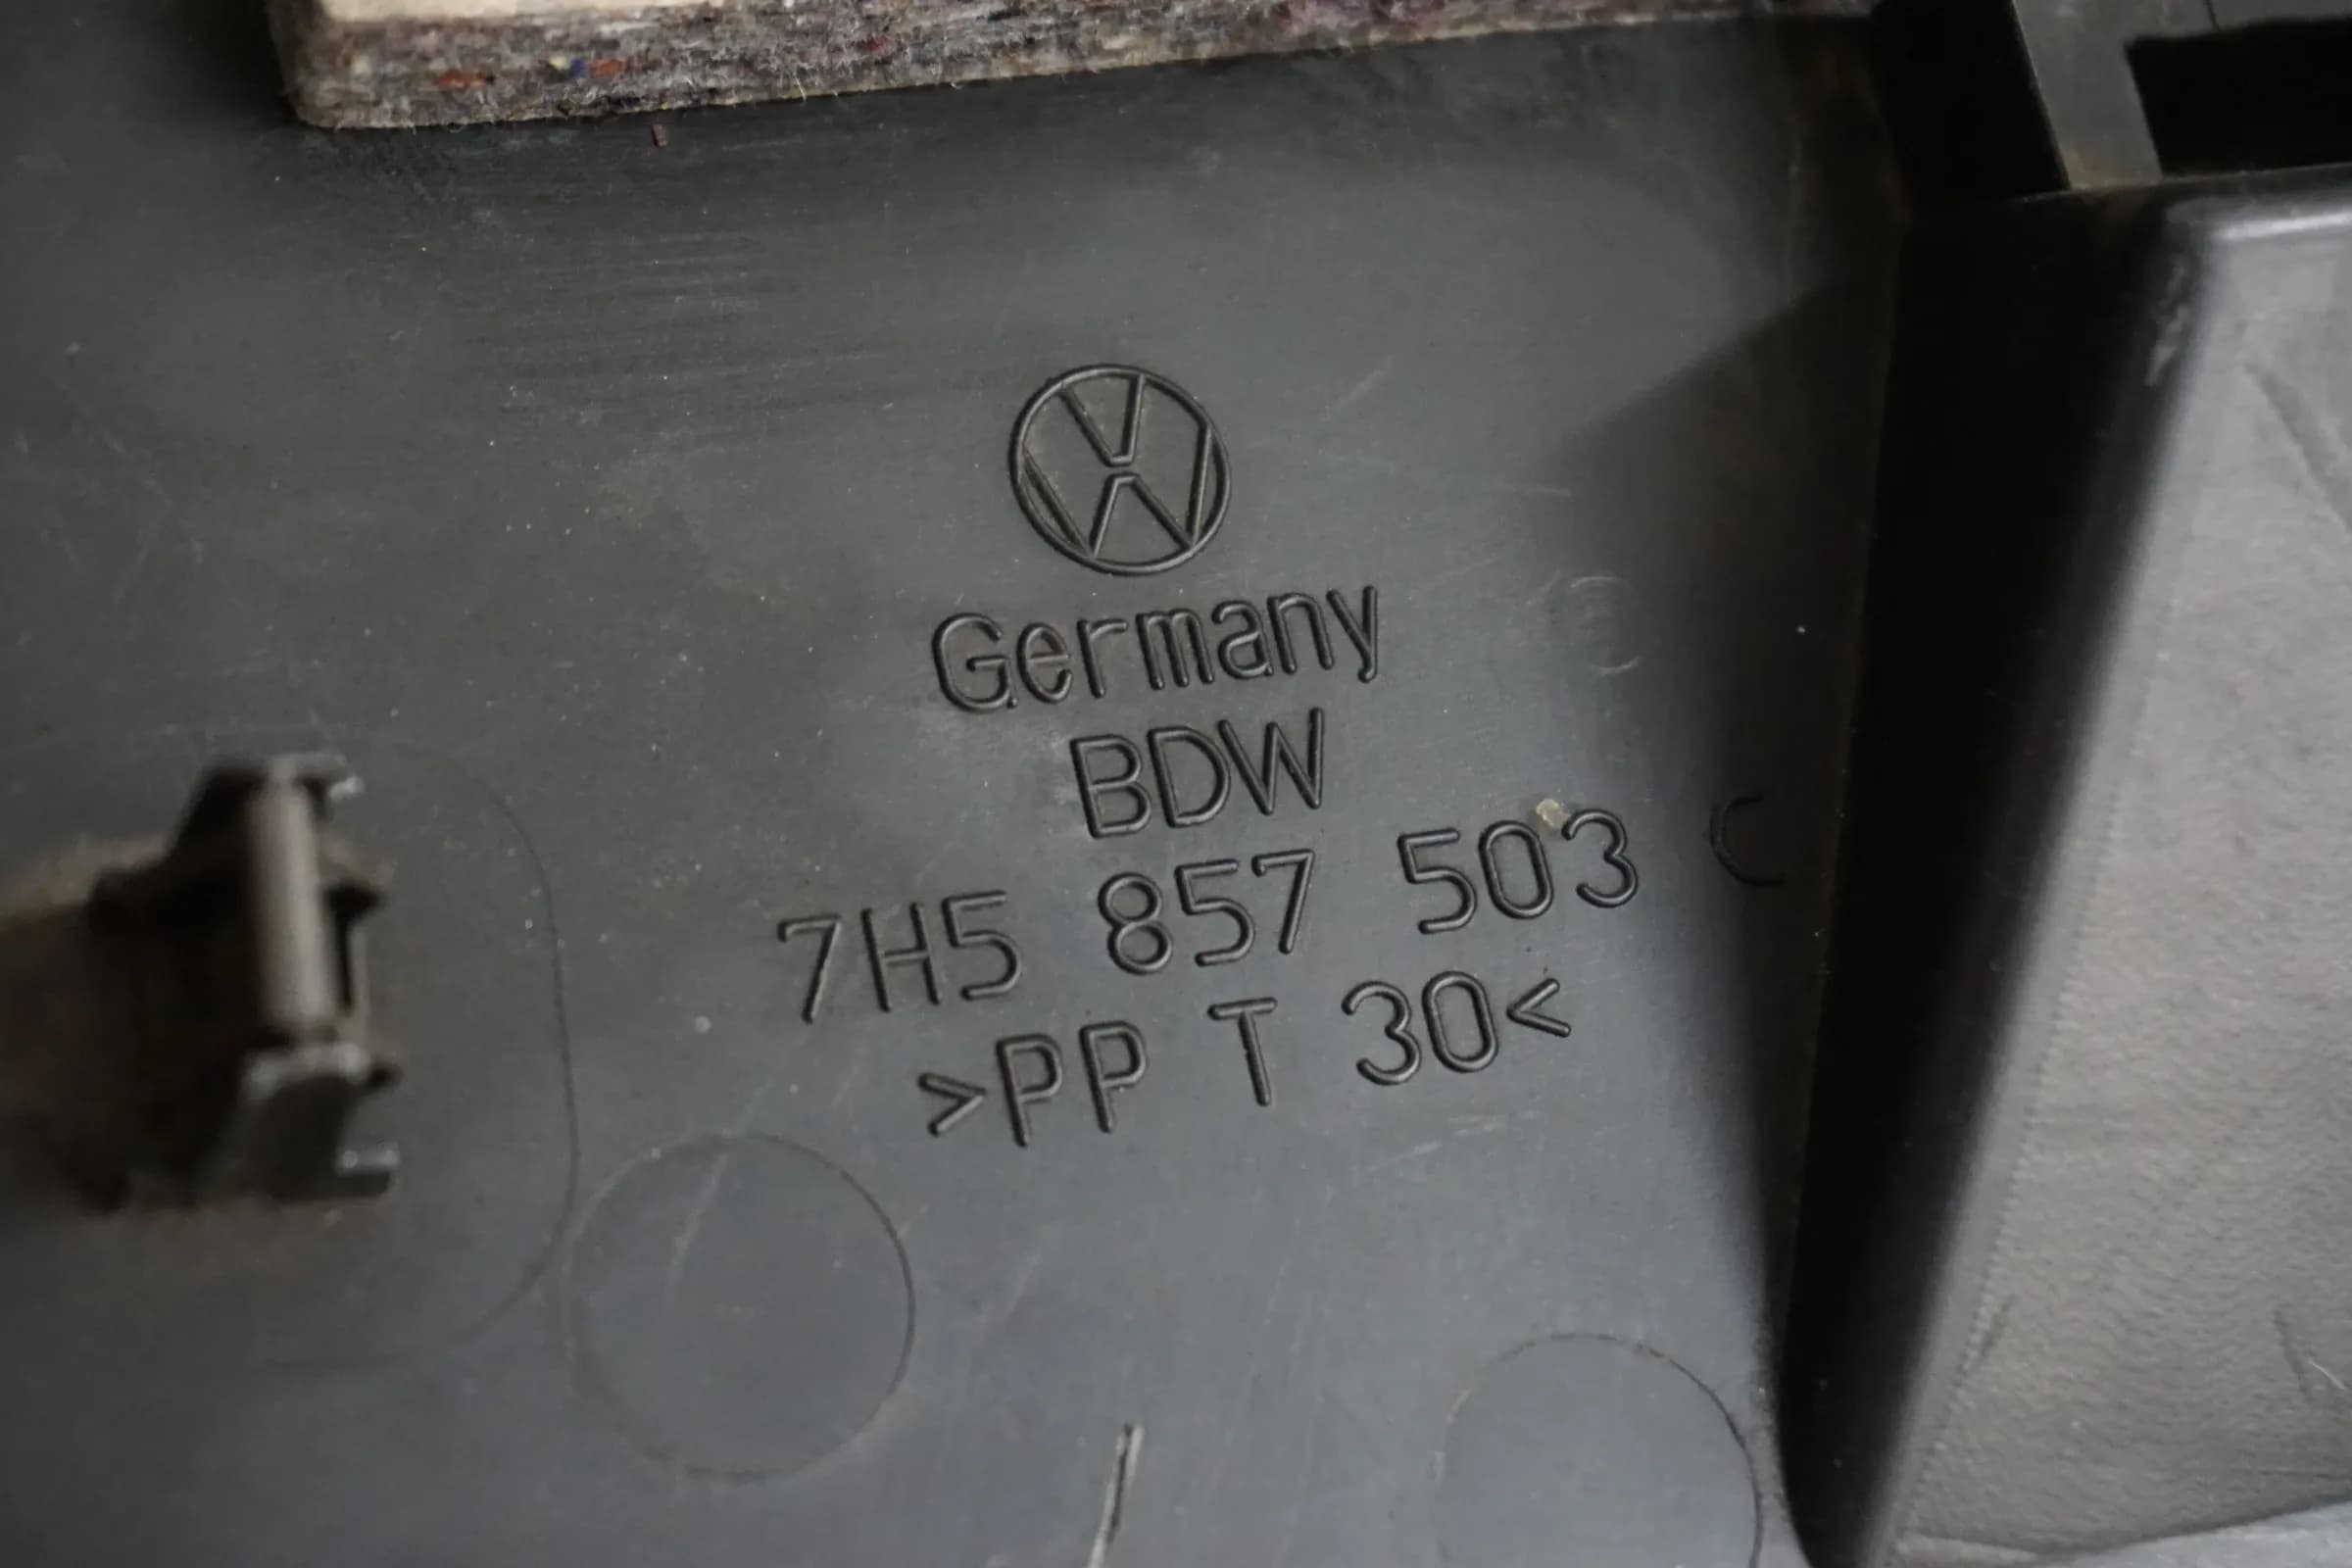 Germany
BDW
7H5 857 503 C
>PP T 30<